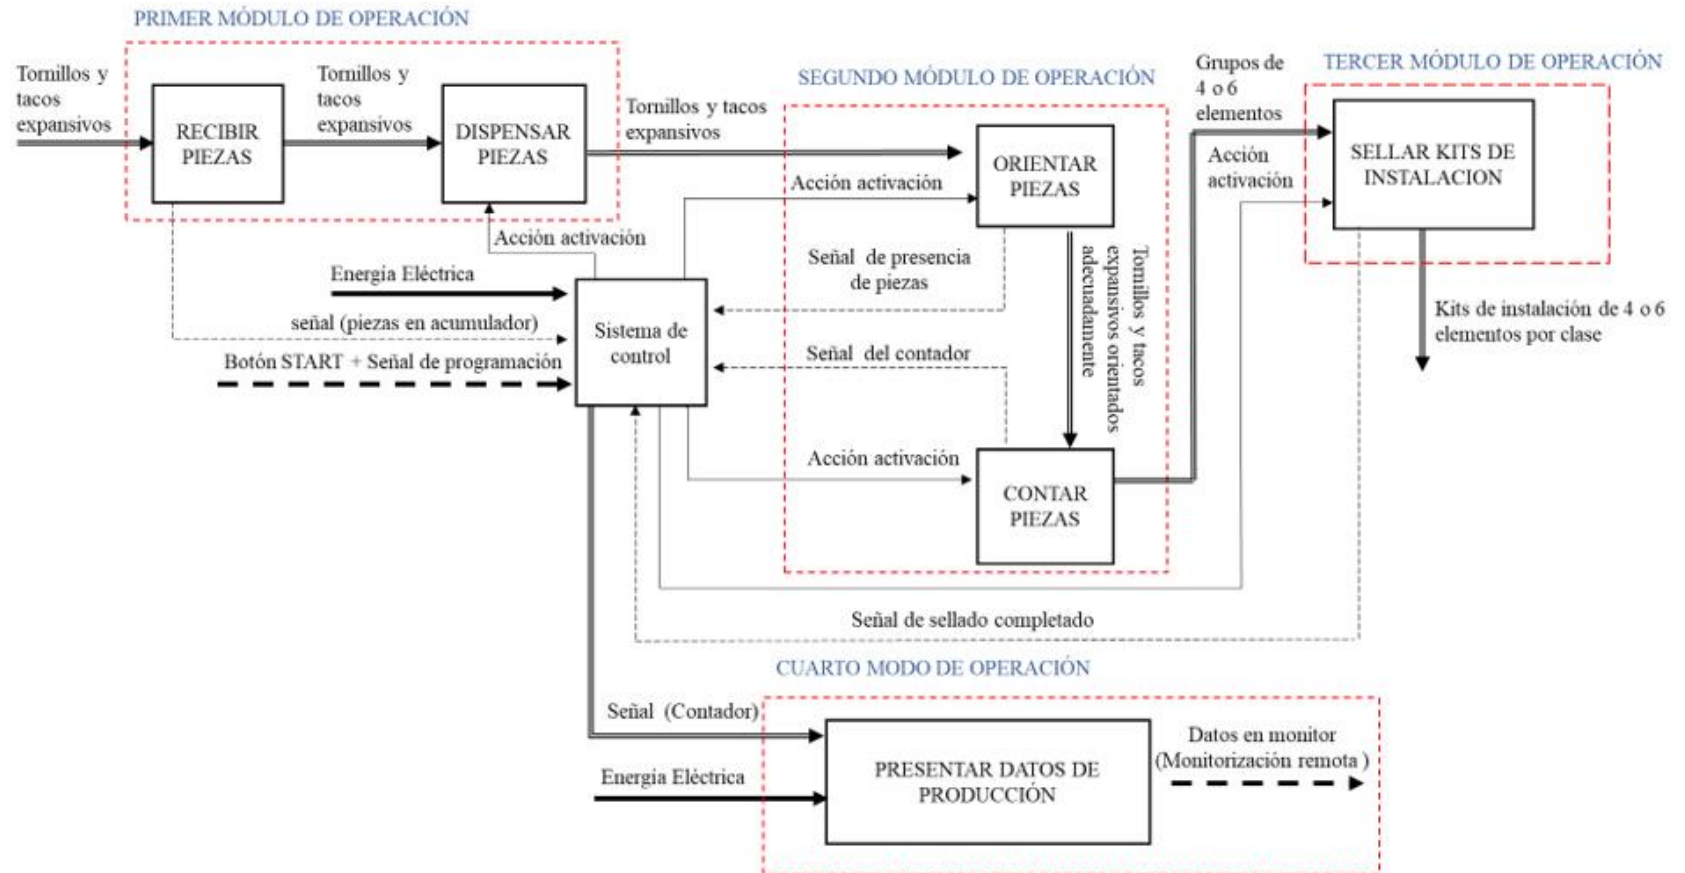 PRIMER MÓDULO DE OPERACIÓN
Tornillos y
tacos
expansivos
RECIBIR
PIEZAS
Tornillos y
tacos
expansivos
DISPENSAR
PIEZAS
Tornillos y tacos
expansivos
Acción activación
SEGUNDO MÓDULO DE OPERACIÓN
ORIENTAR
PIEZAS
Acción activación
Señal de presencia
de piezas
Tornillos y tacos
expansivos orientados
adecuadamente
Señal del contador
Acción activación
CONTAR
PIEZAS
Grupos de
4 o 6
elementos
Acción
activación
TERCER MÓDULO DE OPERACIÓN
SELLAR KITS DE
INSTALACION
Kits de instalación de 4 o 6
elementos por clase
Energía Eléctrica
señal (piezas en acumulador)
Botón START + Señal de programación
Sistema de
control
Señal de sellado completado
CUARTO MODO DE OPERACIÓN
Señal (Contador)
Energía Eléctrica
PRESENTAR DATOS DE
PRODUCCIÓN
Datos en monitor
(Monitorización remota )